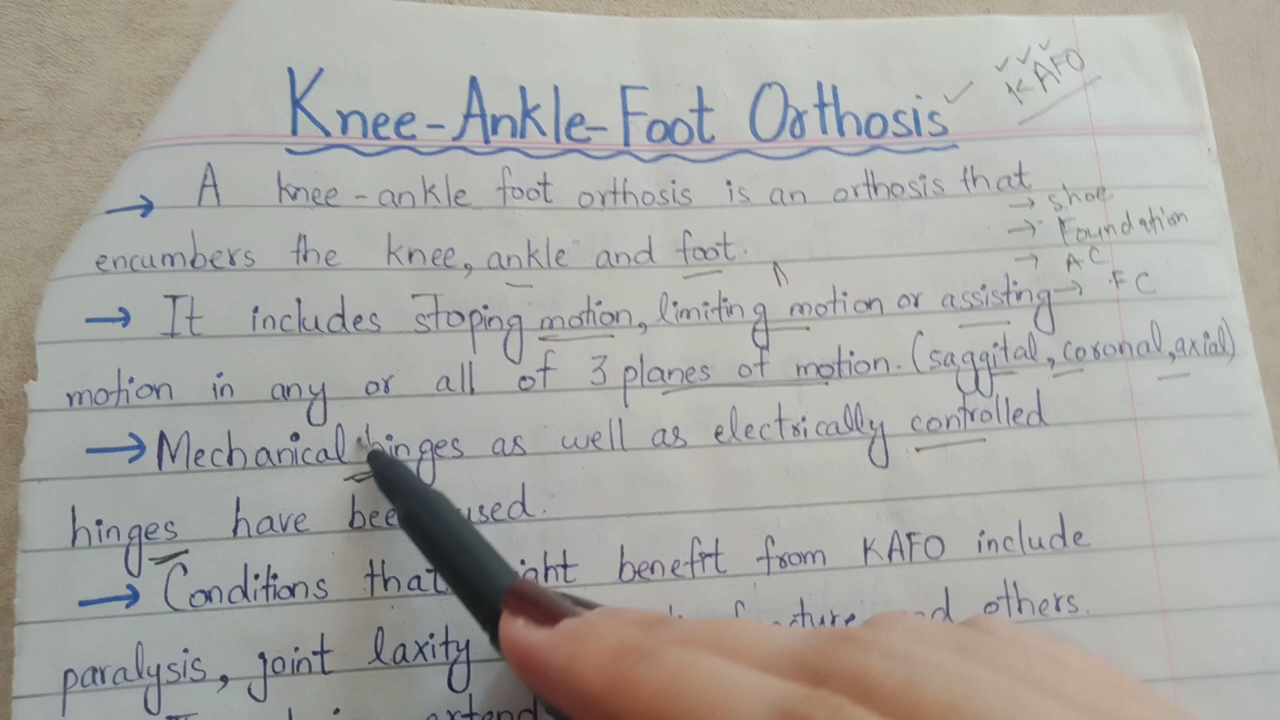 Knee-Ankle-Foot Orthosis
KAFO
→ A knee-ankle foot orthosis is an orthosis that
→ shoe
→ Foundation
encumbers the knee, ankle and foot.
→ AC
→ It includes stoping motion, limiting motion or assisting
→ FC
motion in any or all of 3 planes of motion. (saggital, coronal, axial)
→ Mechanical hinges as well as electrically controlled
hinges have used.
→ Conditions that benefit from KAFO include
paralysis, joint laxity others.